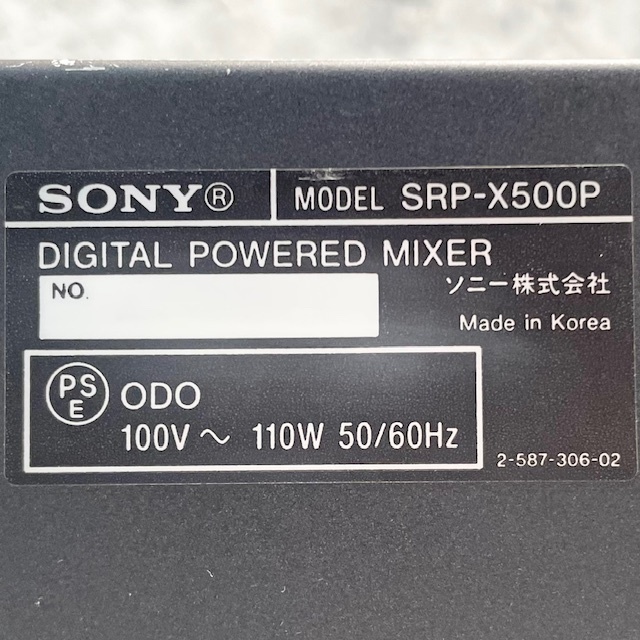 SONY® MODEL SRP-X500P
DIGITAL POWERED MIXER
NO.
ソニー株式会社
Made in Korea
PSE ODO
100V ~ 110W 50/60Hz
2-587-306-02